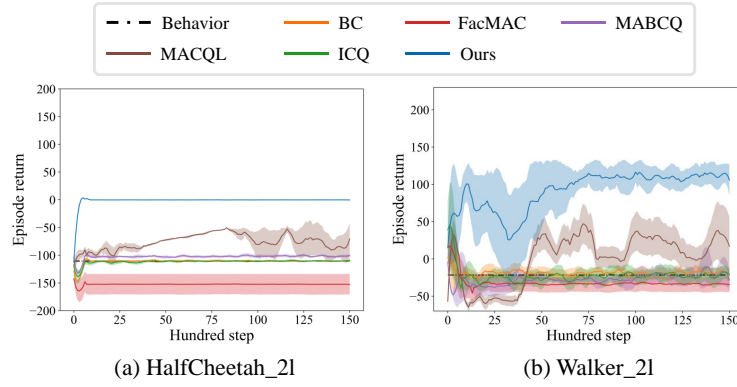 Behavior BC FacMAC MABCQ
MACQL ICQ Ours
Episode return
200
150
100
50
0
−50
−100
−150
−200
0 25 50 75 100 125 150
Hundred step
(a) HalfCheetah_2l
Episode return
200
150
100
50
0
−50
0 25 50 75 100 125 150
Hundred step
(b) Walker_2l